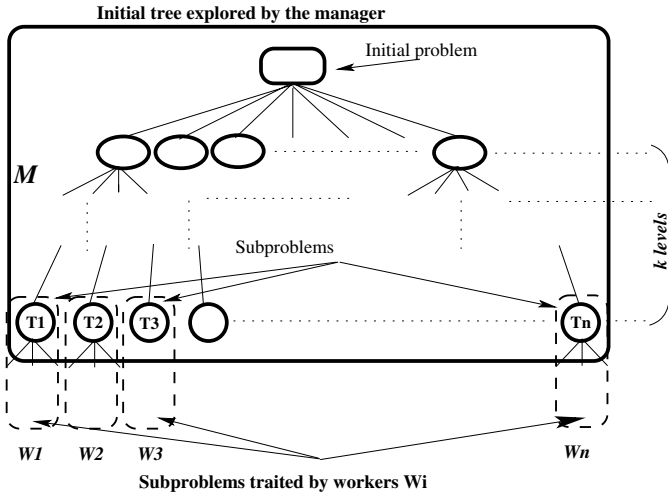 Initial tree explored by the manager
Initial problem
M
k levels
Subproblems
T1 T2 T3 Tn
W1 W2 W3 Wn
Subproblems traited by workers Wi